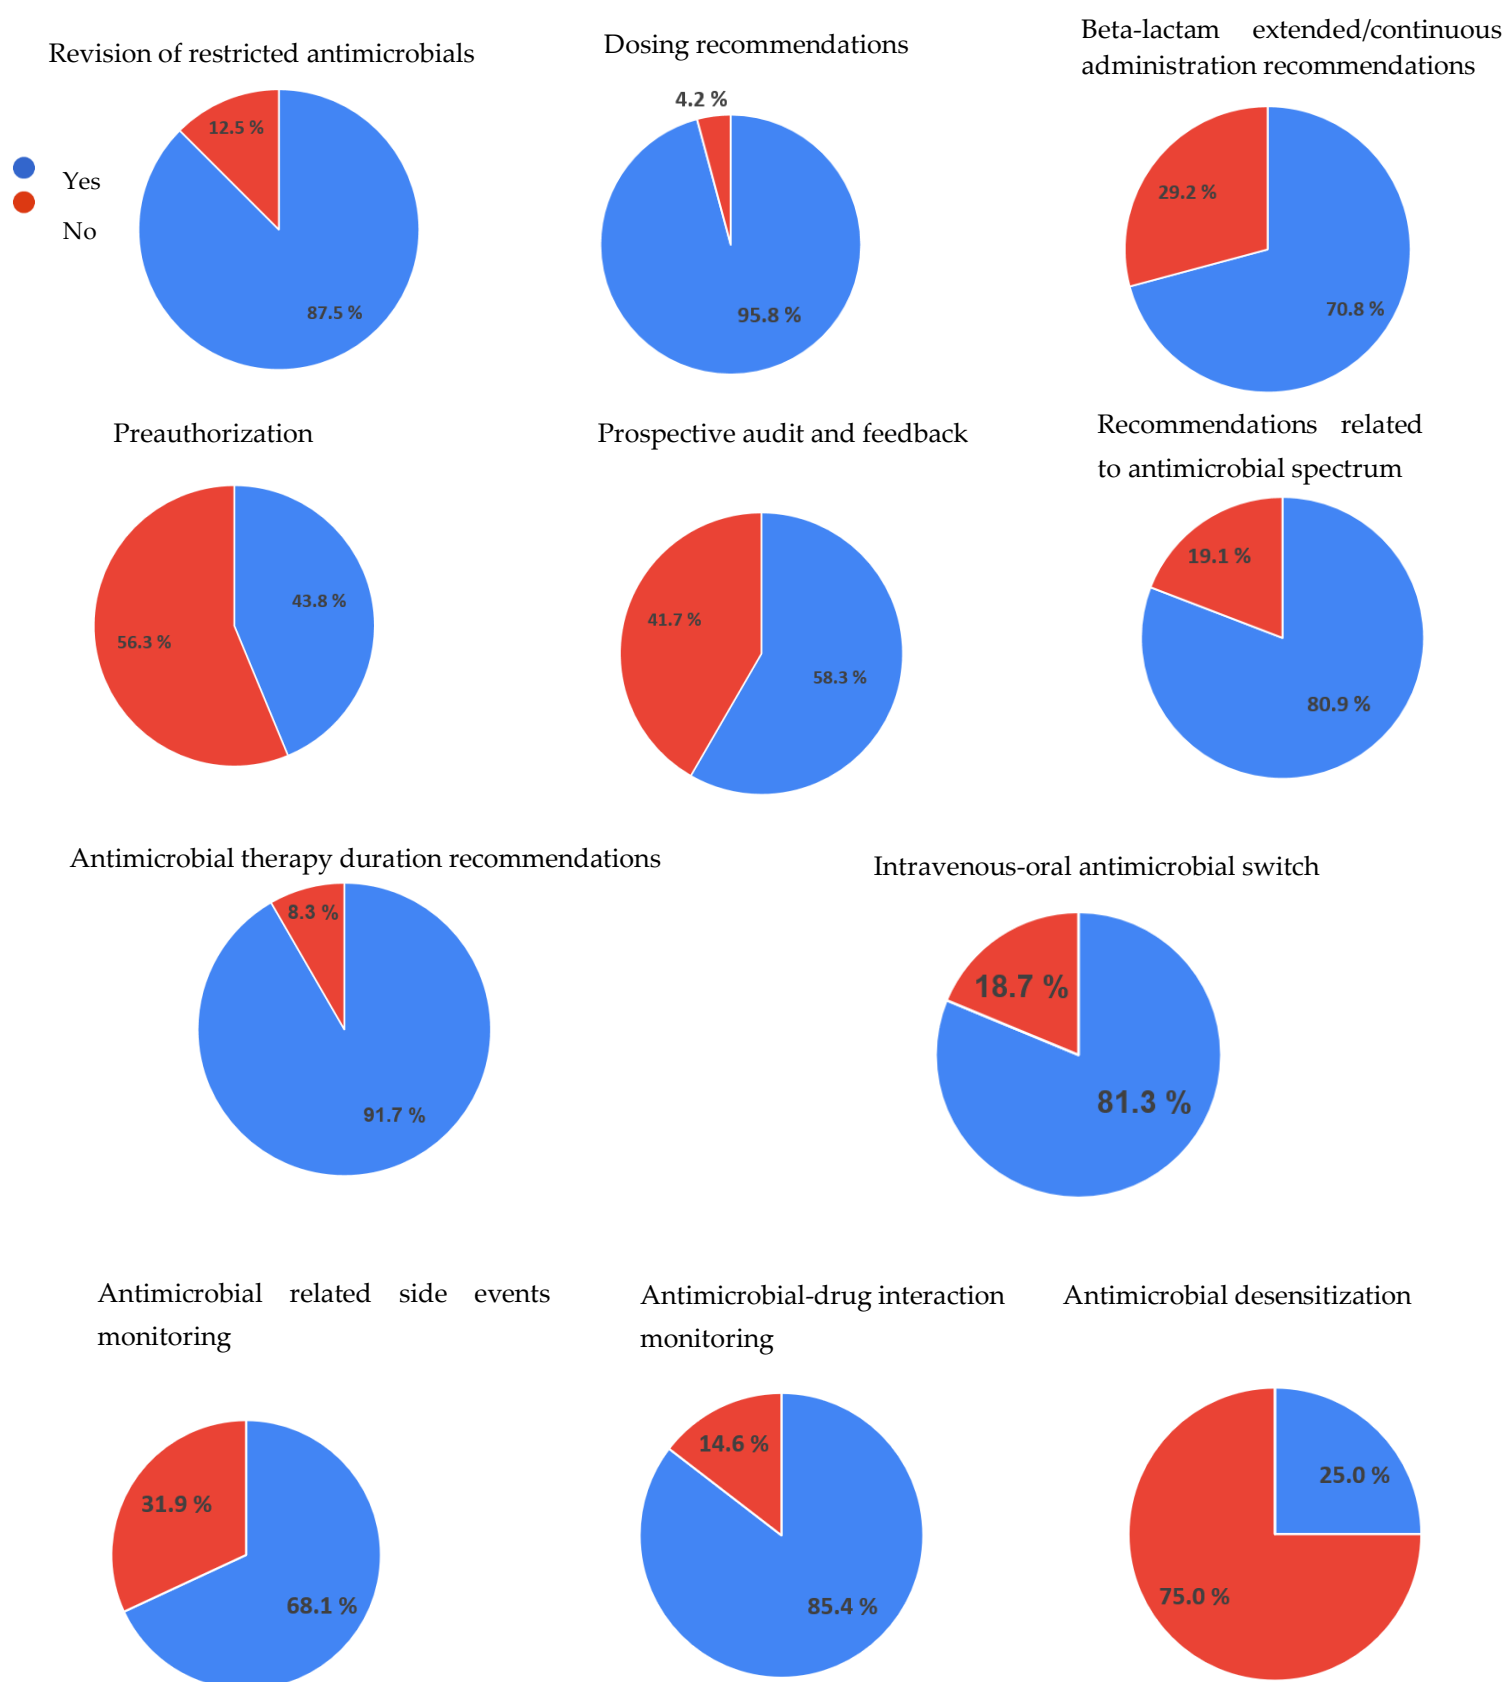 Revision of restricted antimicrobials
Dosing recommendations
Beta-lactam extended/continuous
administration recommendations
Yes
No
12.5 %
87.5 %
4.2 %
95.8 %
29.2 %
70.8 %
Preauthorization
Prospective audit and feedback
Recommendations related
to antimicrobial spectrum
43.8 %
56.3 %
41.7 %
58.3 %
19.1 %
80.9 %
Antimicrobial therapy duration recommendations
Intravenous-oral antimicrobial switch
8.3 %
91.7 %
18.7 %
81.3 %
Antimicrobial related side events
monitoring
Antimicrobial-drug interaction
monitoring
Antimicrobial desensitization
31.9 %
68.1 %
14.6 %
85.4 %
25.0 %
75.0 %